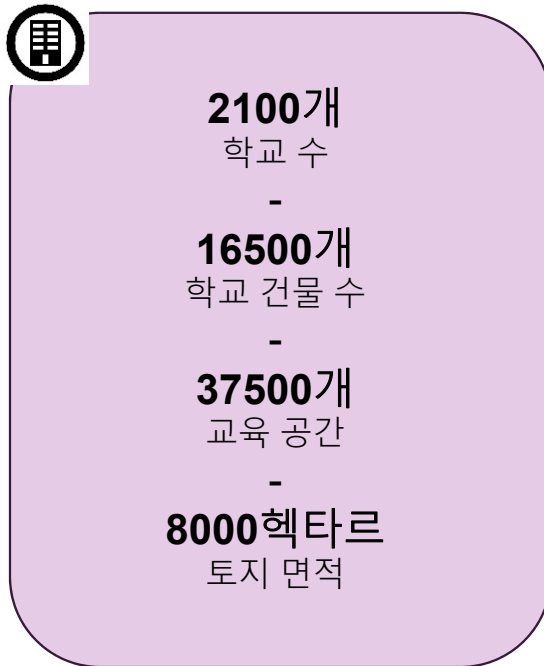 2100개
학교 수
-
16500개
학교 건물 수
-
37500개
교육 공간
-
8000헥타르
토지 면적